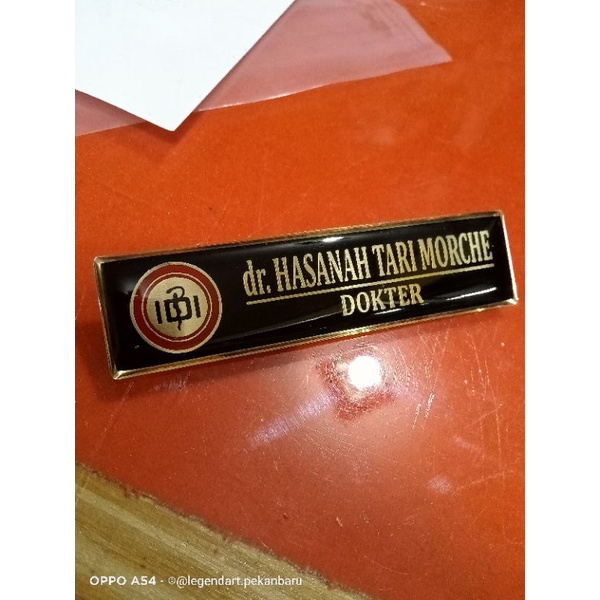 IDI
dr. HASANAH TARI MORCHE
DOKTER
OPPO A54 · ©@legendart.pekanbaru